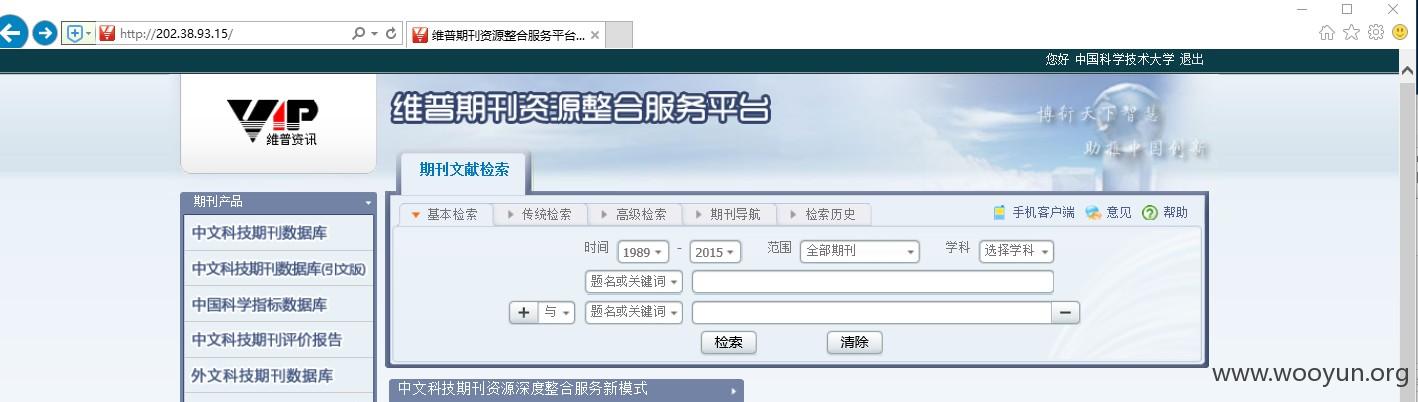 http://202.38.93.15/
维普期刊资源整合服务平台...
您好 中国科学技术大学 退出
VIP
维普资讯
维普期刊资源整合服务平台
博衍天下智慧
助推中国创新
期刊文献检索
期刊产品
基本检索 传统检索 高级检索 期刊导航 检索历史 手机客户端 意见 帮助
中文科技期刊数据库
时间 1989 - 2015 范围 全部期刊 学科 选择学科
中文科技期刊数据库(引文版)
题名或关键词
中国科学指标数据库
+ 与 题名或关键词 −
中文科技期刊评价报告
检索 清除
外文科技期刊数据库
中文科技期刊资源深度整合服务新模式
www.wooyun.org